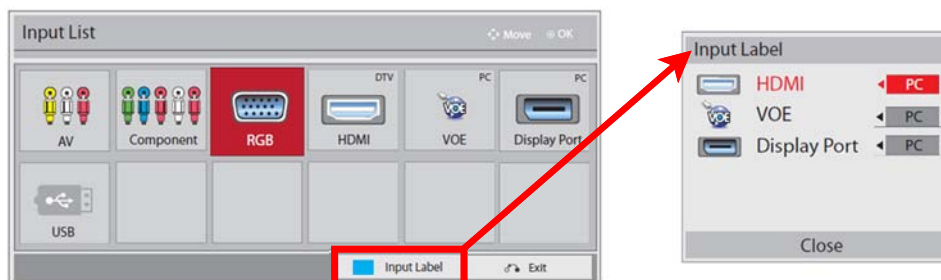 Input List
Move OK
DTV PC PC
AV Component RGB HDMI VOE Display Port
USB
Input Label Exit
Input Label
HDMI PC
VOE PC
Display Port PC
Close